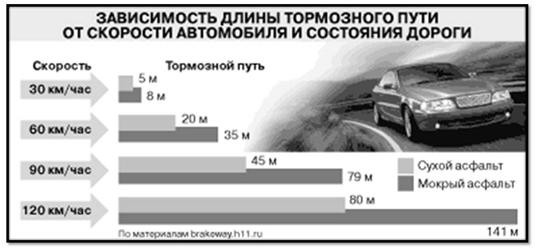 ЗАВИСИМОСТЬ ДЛИНЫ ТОРМОЗНОГО ПУТИ
ОТ СКОРОСТИ АВТОМОБИЛЯ И СОСТОЯНИЯ ДОРОГИ
Скорость
Тормозной путь
30 км/час
5 м
8 м
60 км/час
20 м
35 м
90 км/час
45 м
79 м
Сухой асфальт
Мокрый асфальт
120 км/час
80 м
141 м
По материалам brakeway.h11.ru